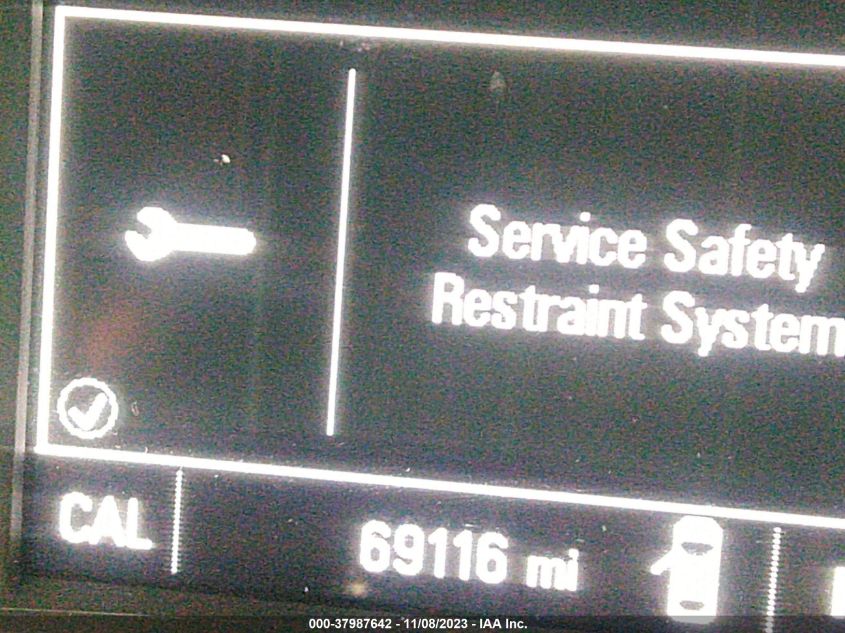 Service Safety
Restraint System
CAL
69116 mi
000-37987642 - 11/08/2023 - IAA Inc.